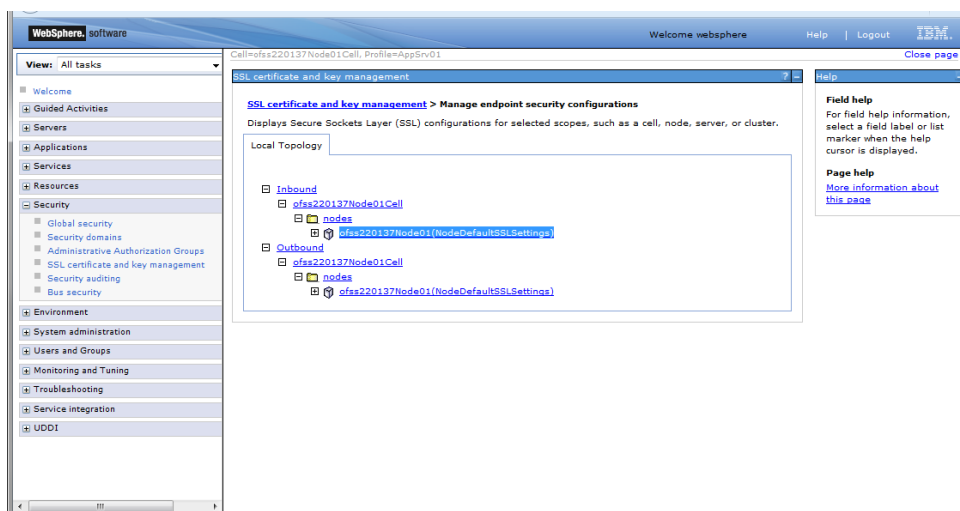 WebSphere. software
Welcome websphere
Help | Logout
IBM.
View: All tasks
Cell=ofss220137Node01Cell, Profile=AppSrv01
Close page
Welcome
Guided Activities
Servers
Applications
Services
Resources
Security
Global security
Security domains
Administrative Authorization Groups
SSL certificate and key management
Security auditing
Bus security
Environment
System administration
Users and Groups
Monitoring and Tuning
Troubleshooting
Service integration
UDDI
SSL certificate and key management
SSL certificate and key management > Manage endpoint security configurations
Displays Secure Sockets Layer (SSL) configurations for selected scopes, such as a cell, node, server, or cluster.
Local Topology
Inbound
ofss220137Node01Cell
nodes
ofss220137Node01(NodeDefaultSSLSettings)
Outbound
ofss220137Node01Cell
nodes
ofss220137Node01(NodeDefaultSSLSettings)
Help
Field help
For field help information,
select a field label or list
marker when the help
cursor is displayed.
Page help
More information about
this page